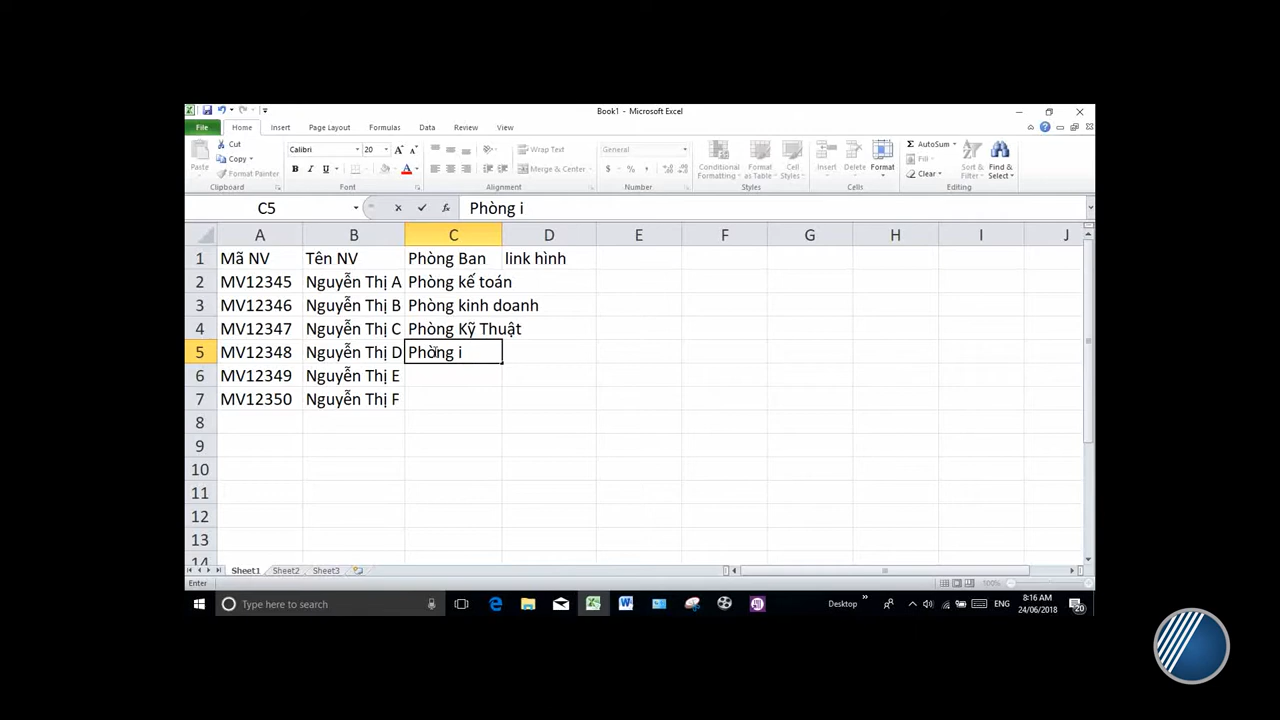 Book1 - Microsoft Excel
File Home Insert Page Layout Formulas Data Review View
Paste Cut Copy Format Painter Clipboard
Calibri 20 A A B I U A Font
Wrap Text Merge & Center Alignment
General $ % , Number
Conditional Formatting Format as Table Cell Styles Styles
Insert Delete Format Cells
Σ AutoSum Fill Clear Sort & Filter Find & Select Editing
C5 fx Phòng i
A B C D E F G H I J
1 Mã NV Tên NV Phòng Ban link hình
2 MV12345 Nguyễn Thị A Phòng kế toán
3 MV12346 Nguyễn Thị B Phòng kinh doanh
4 MV12347 Nguyễn Thị C Phòng Kỹ Thuật
5 MV12348 Nguyễn Thị D Phòng i
6 MV12349 Nguyễn Thị E
7 MV12350 Nguyễn Thị F
8
9
10
11
12
13
14
Sheet1 Sheet2 Sheet3
Enter 100%
Type here to search Desktop ENG 8:16 AM
24/06/2018 20